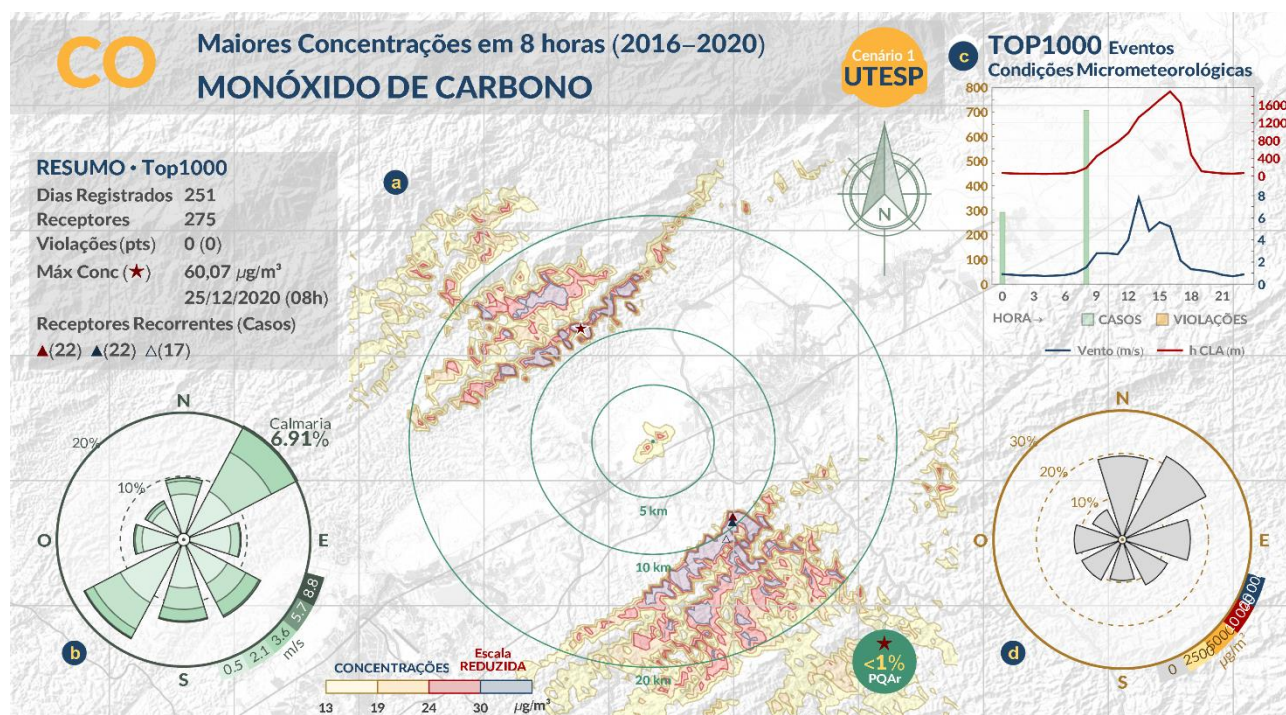 CO
Maiores Concentrações em 8 horas (2016–2020)
MONÓXIDO DE CARBONO
Cenário 1
UTESP
RESUMO • Top1000
Dias Registrados 251
Receptores 275
Violações (pts) 0 (0)
Máx Conc (★) 60,07 µg/m³
25/12/2020 (08h)
Receptores Recorrentes (Casos)
▲(22) ▲(22) △(17)
a
N
5 km
10 km
20 km
c
TOP1000 Eventos
Condições Micrometeorológicas
800
700
600
500
400
300
200
100
0
1600
1200
800
400
0
8
6
4
2
0
0 3 6 9 12 15 18 21
HORA→ CASOS VIOLAÇÕES
Vento (m/s) h CLA (m)
N
Calmaria
6.91%
20%
10%
O
E
S
b
0.5 2.1 3.6 5.7 8.8
m/s
CONCENTRAÇÕES
Escala
REDUZIDA
13 19 24 30 µg/m³
★
<1%
PQAr
N
30%
20%
10%
O
E
S
d
0 2500
µg/m³